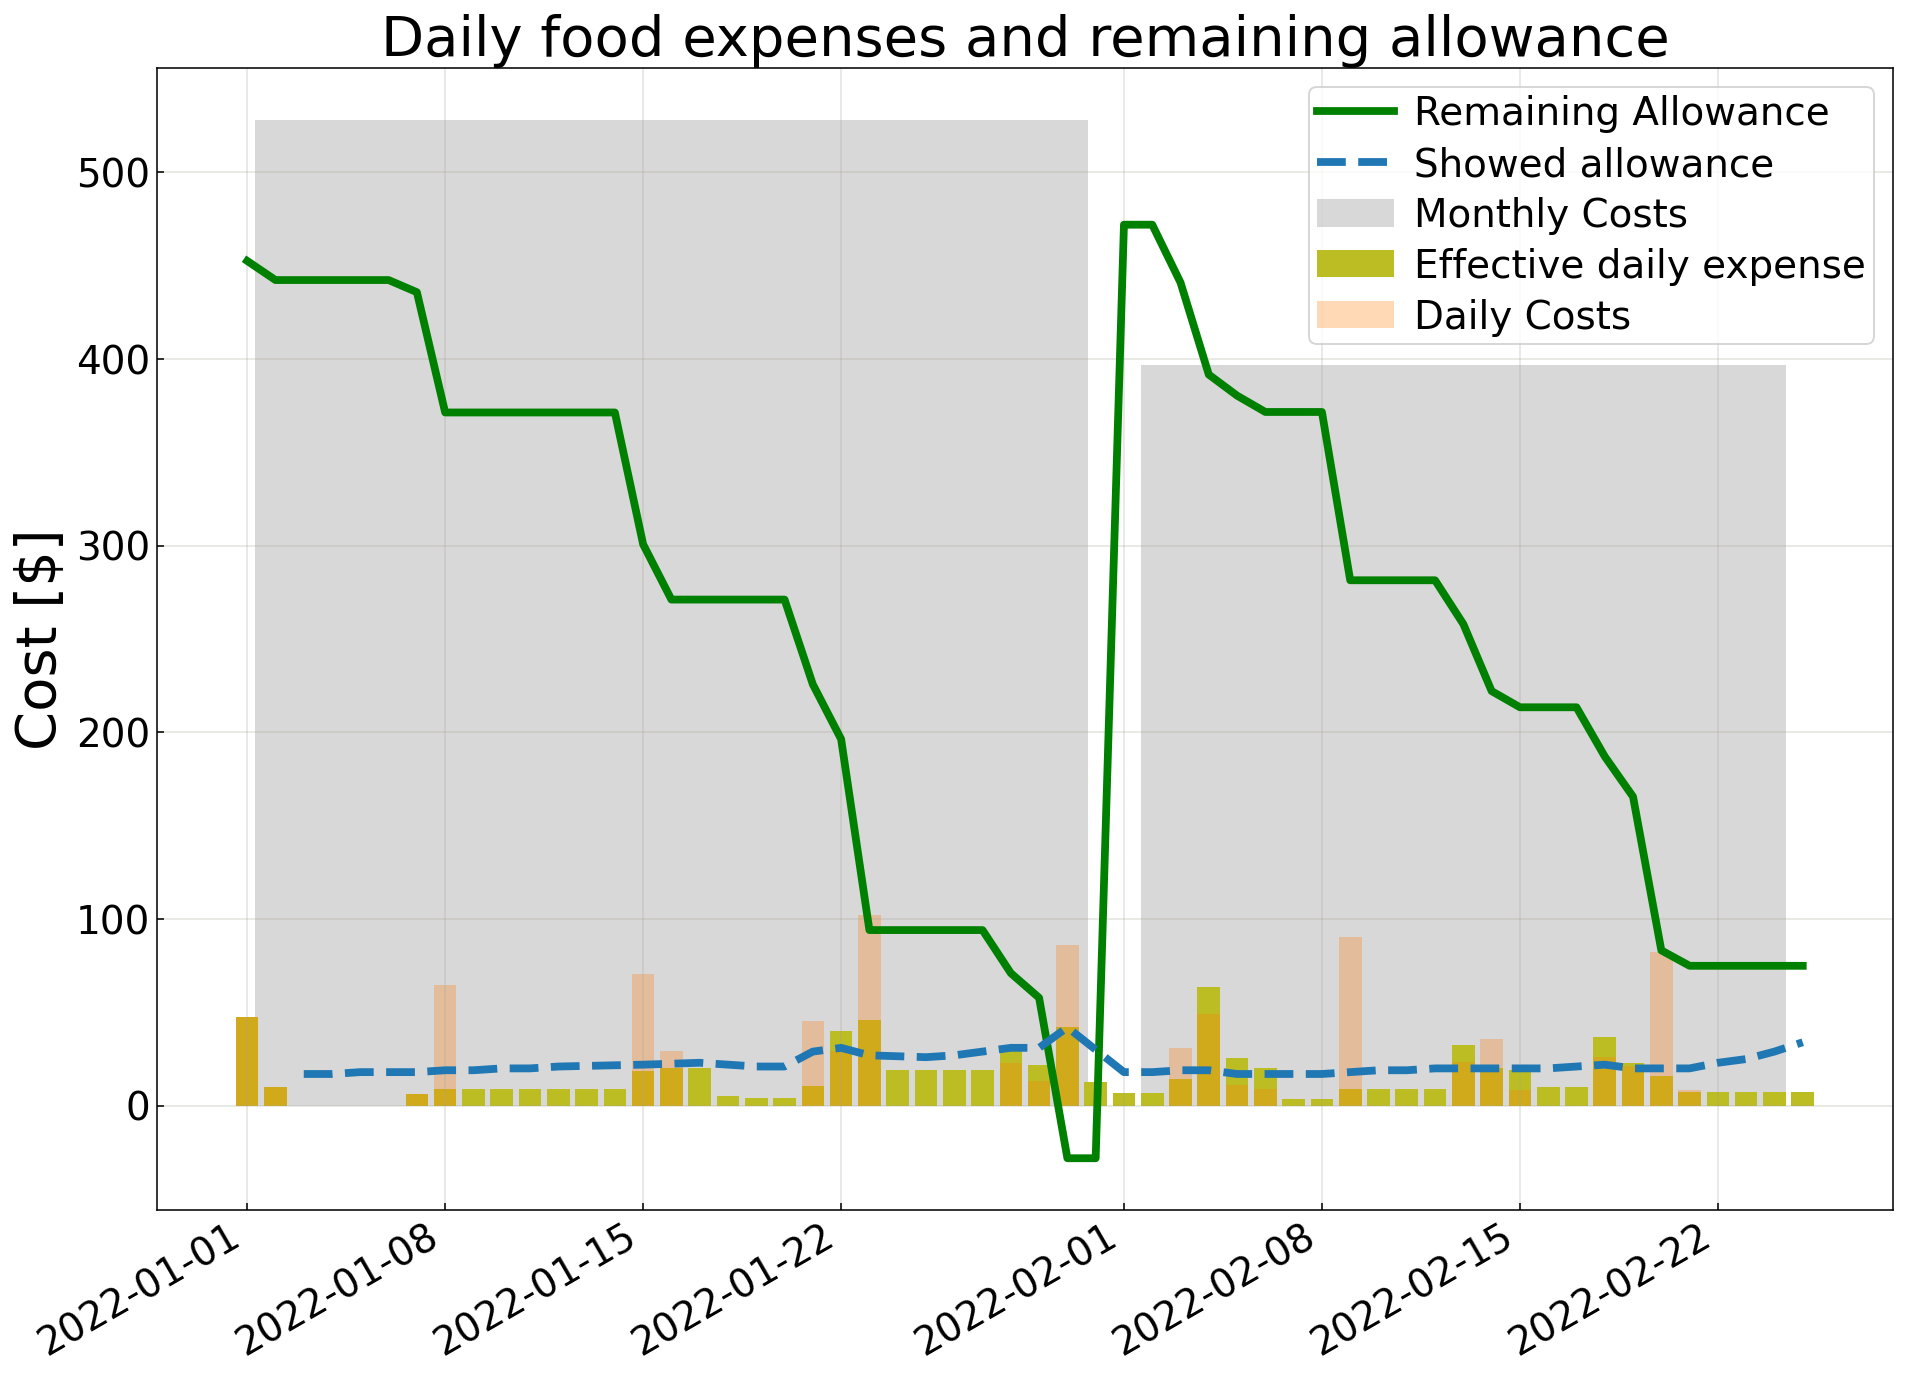 Daily food expenses and remaining allowance
Remaining Allowance
Showed allowance
Monthly Costs
Effective daily expense
Daily Costs
Cost [$]
500
400
300
200
100
0
2022-01-01
2022-01-08
2022-01-15
2022-01-22
2022-02-01
2022-02-08
2022-02-15
2022-02-22